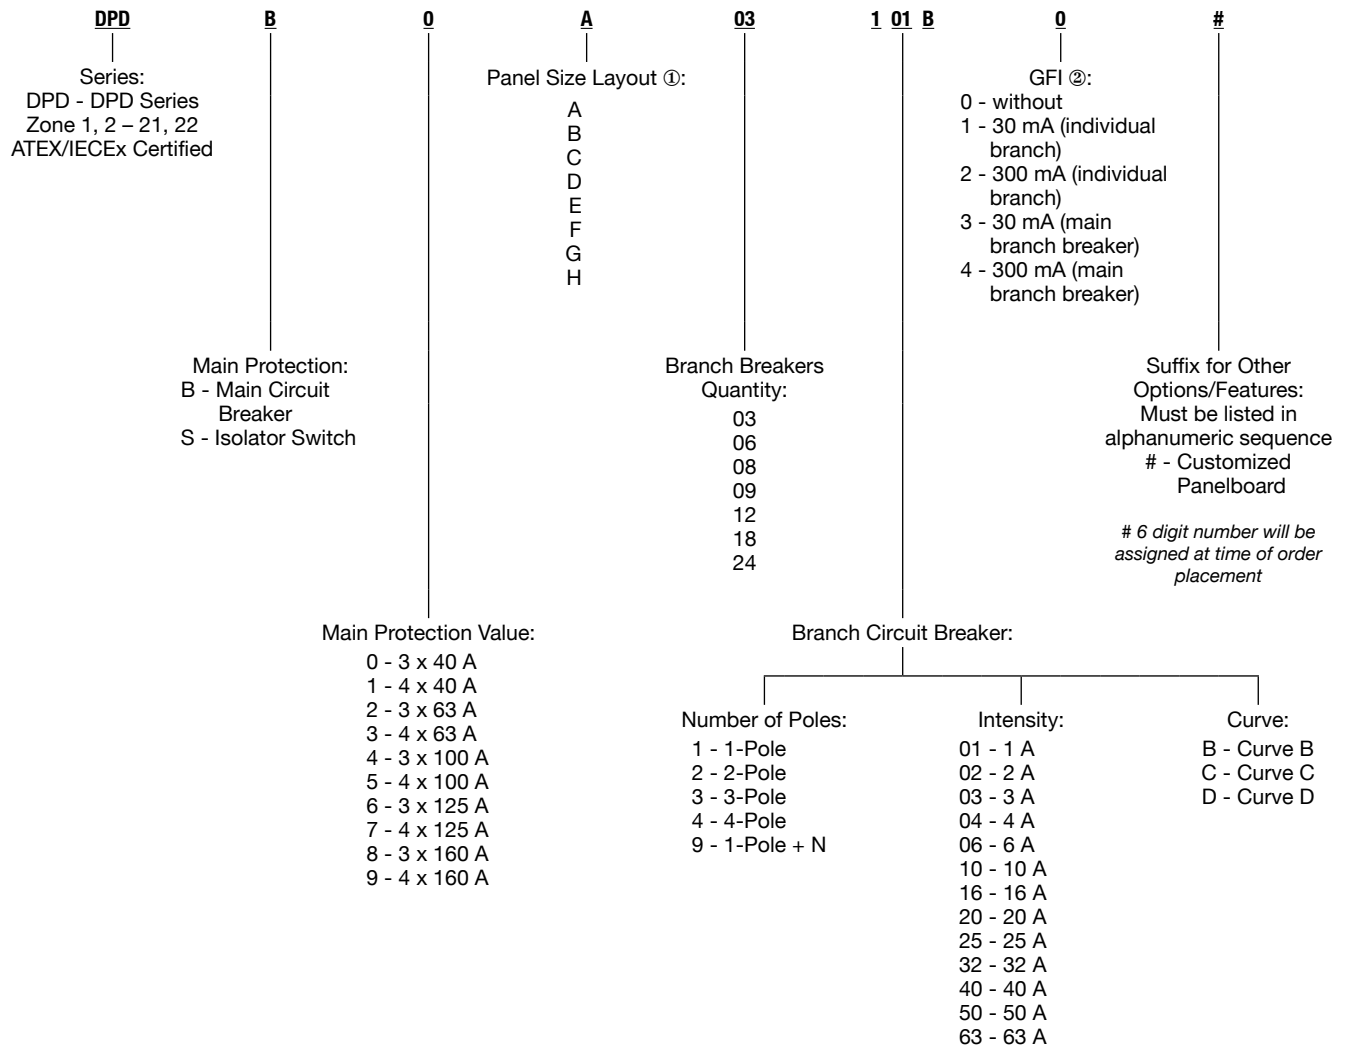 DPD B 0 A 03 1 01 B 0 #
Series:
DPD - DPD Series
Zone 1, 2 – 21, 22
ATEX/IECEx Certified
Panel Size Layout ①:
A
B
C
D
E
F
G
H
GFI ②:
0 - without
1 - 30 mA (individual
branch)
2 - 300 mA (individual
branch)
3 - 30 mA (main
branch breaker)
4 - 300 mA (main
branch breaker)
Main Protection:
B - Main Circuit
Breaker
S - Isolator Switch
Branch Breakers
Quantity:
03
06
08
09
12
18
24
Suffix for Other
Options/Features:
Must be listed in
alphanumeric sequence
# - Customized
Panelboard
# 6 digit number will be
assigned at time of order
placement
Main Protection Value:
0 - 3 x 40 A
1 - 4 x 40 A
2 - 3 x 63 A
3 - 4 x 63 A
4 - 3 x 100 A
5 - 4 x 100 A
6 - 3 x 125 A
7 - 4 x 125 A
8 - 3 x 160 A
9 - 4 x 160 A
Branch Circuit Breaker:
Number of Poles:
1 - 1-Pole
2 - 2-Pole
3 - 3-Pole
4 - 4-Pole
9 - 1-Pole + N
Intensity:
01 - 1 A
02 - 2 A
03 - 3 A
04 - 4 A
06 - 6 A
10 - 10 A
16 - 16 A
20 - 20 A
25 - 25 A
32 - 32 A
40 - 40 A
50 - 50 A
63 - 63 A
Curve:
B - Curve B
C - Curve C
D - Curve D